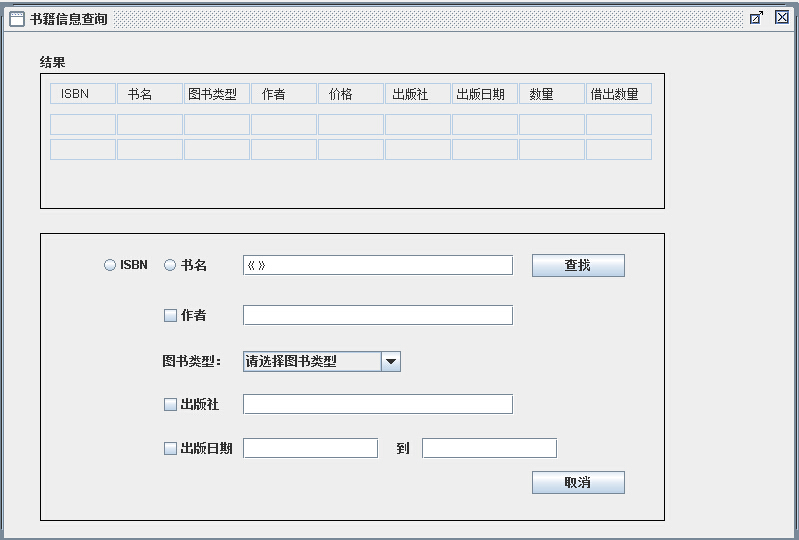 书籍信息查询
结果
ISBN 书名 图书类型 作者 价格 出版社 出版日期 数量 借出数量
ISBN 书名 《》 查找
作者
图书类型： 请选择图书类型
出版社
出版日期 到
取消